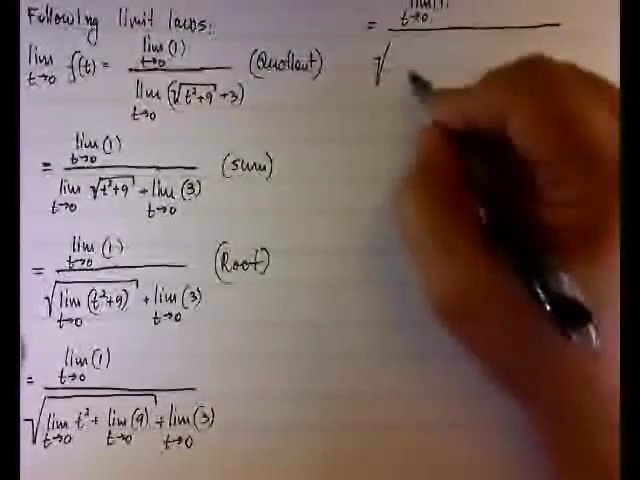 Following limit laws:
lim t→0 f(t) = lim t→0 (1) / lim t→0 (√t²+9 + 3) (Quotient)
= lim t→0 (1) / lim t→0 √t²+9 + lim t→0 (3) (sum)
= lim t→0 (1) / √lim t→0 (t²+9) + lim t→0 (3) (Root)
= lim t→0 (1) / √lim t→0 t² + lim t→0 (9) + lim t→0 (3)
= lim t→0 (1) / √